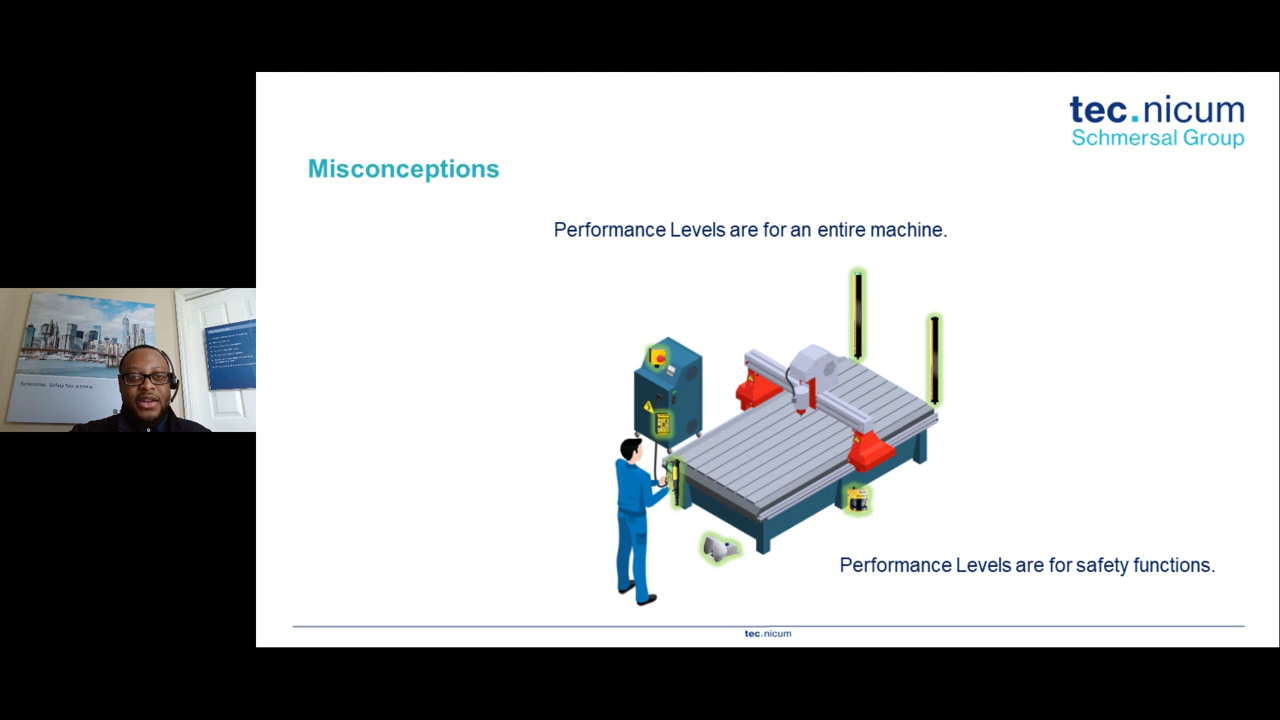 tec.nicum
Schmersal Group
Misconceptions
Performance Levels are for an entire machine.
Performance Levels are for safety functions.
tec.nicum